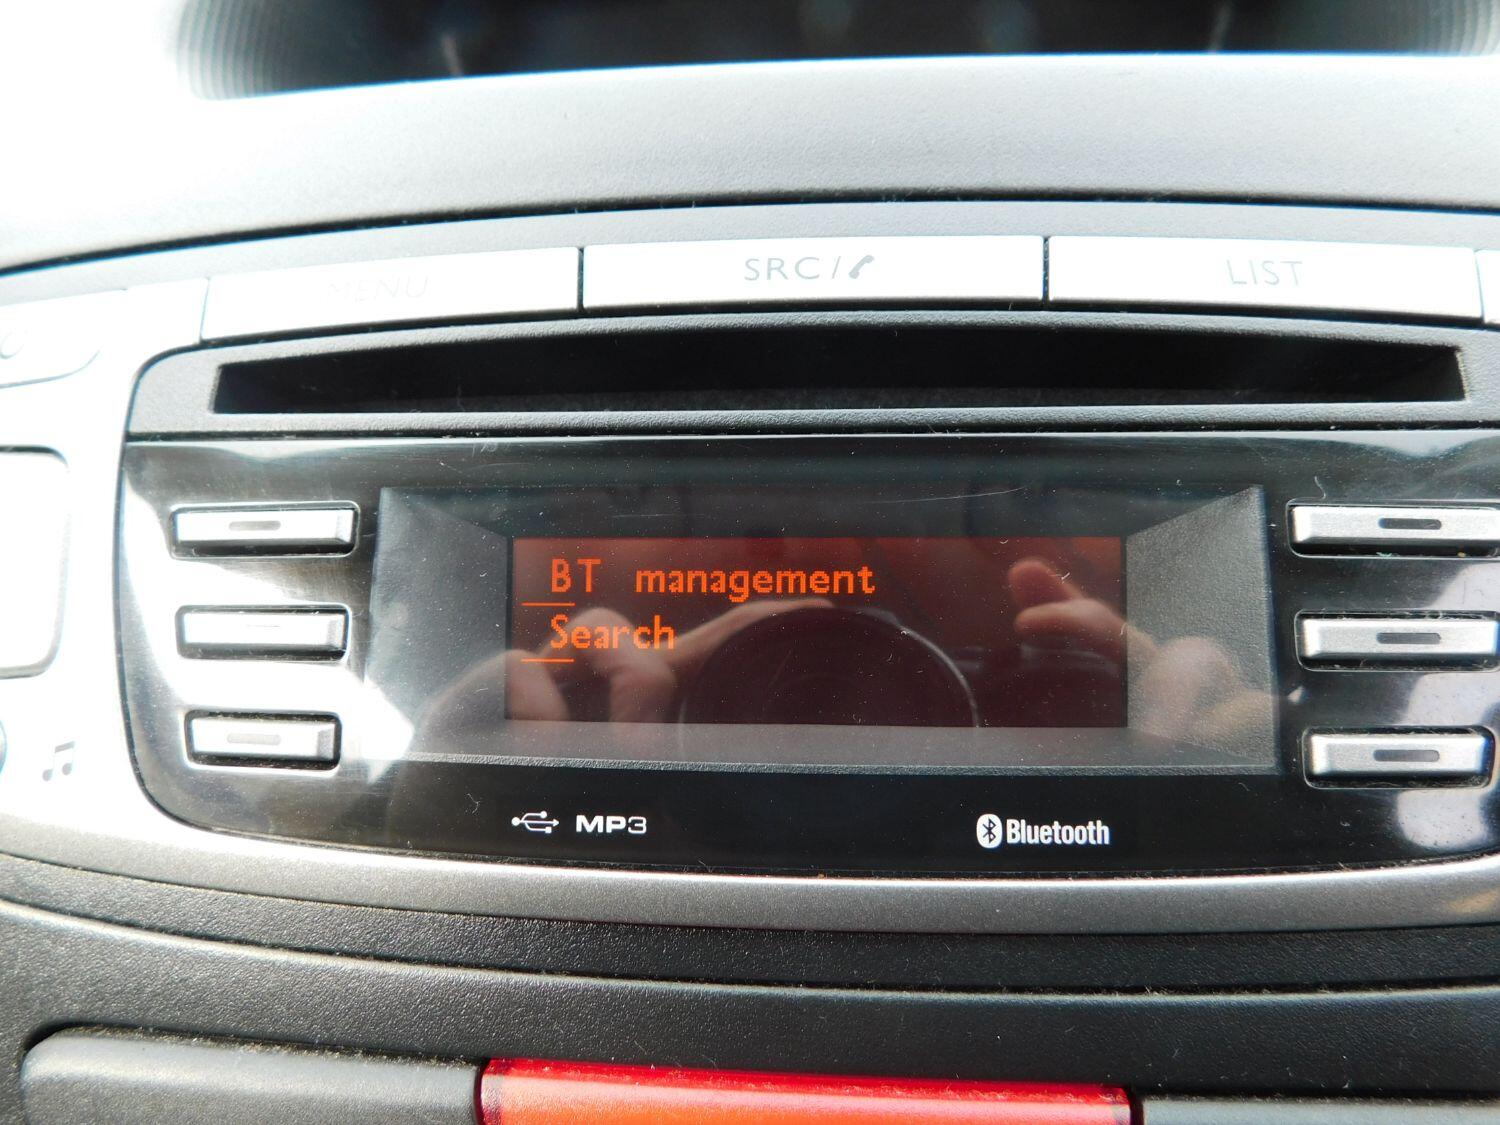 MENU
SRC/
LIST
BT management
Search
MP3
Bluetooth